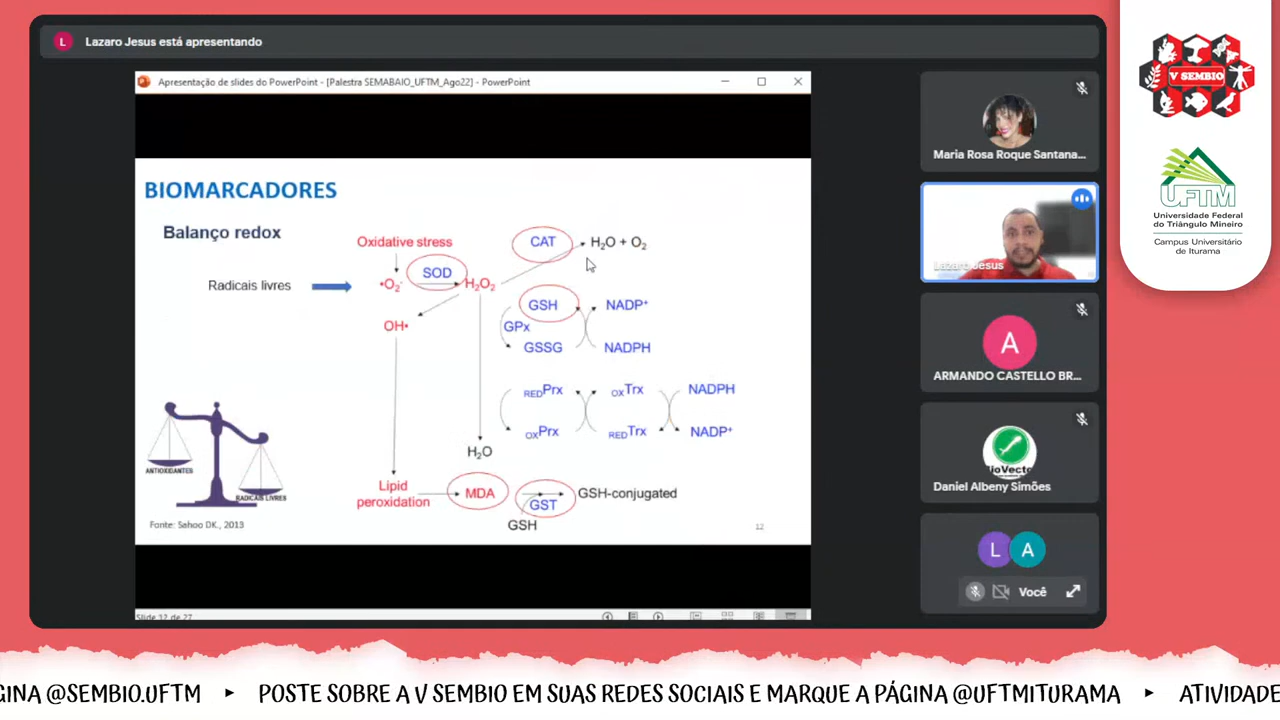 L Lazaro Jesus está apresentando
Apresentação de slides do PowerPoint - [Palestra SEMABAIO_UFTM_Ago22] - PowerPoint
BIOMARCADORES
Balanço redox
Radicais livres
Oxidative stress
•O₂⁻
SOD
H₂O₂
CAT
H₂O + O₂
OH•
GSH
NADP⁺
GPx
GSSG
NADPH
REDPrx
OXTrx
NADPH
OXPrx
REDTrx
NADP⁺
H₂O
Lipid
peroxidation
MDA
GST
GSH-conjugated
GSH
ANTIOXIDANTES
RADICAIS LIVRES
Fonte: Sahoo DK., 2013
12
Slide 12 de 27
Maria Rosa Roque Santana...
Lazaro Jesus
A
ARMANDO CASTELLO BR...
BioVecto
Daniel Albeny Simões
L A
Você
V SEMBIO
UFTM
Universidade Federal
do Triângulo Mineiro
Campus Universitário
de Iturama
GINA @SEMBIO.UFTM ‣ POSTE SOBRE A V SEMBIO EM SUAS REDES SOCIAIS E MARQUE A PÁGINA @UFTMITURAMA ‣ ATIVIDADE